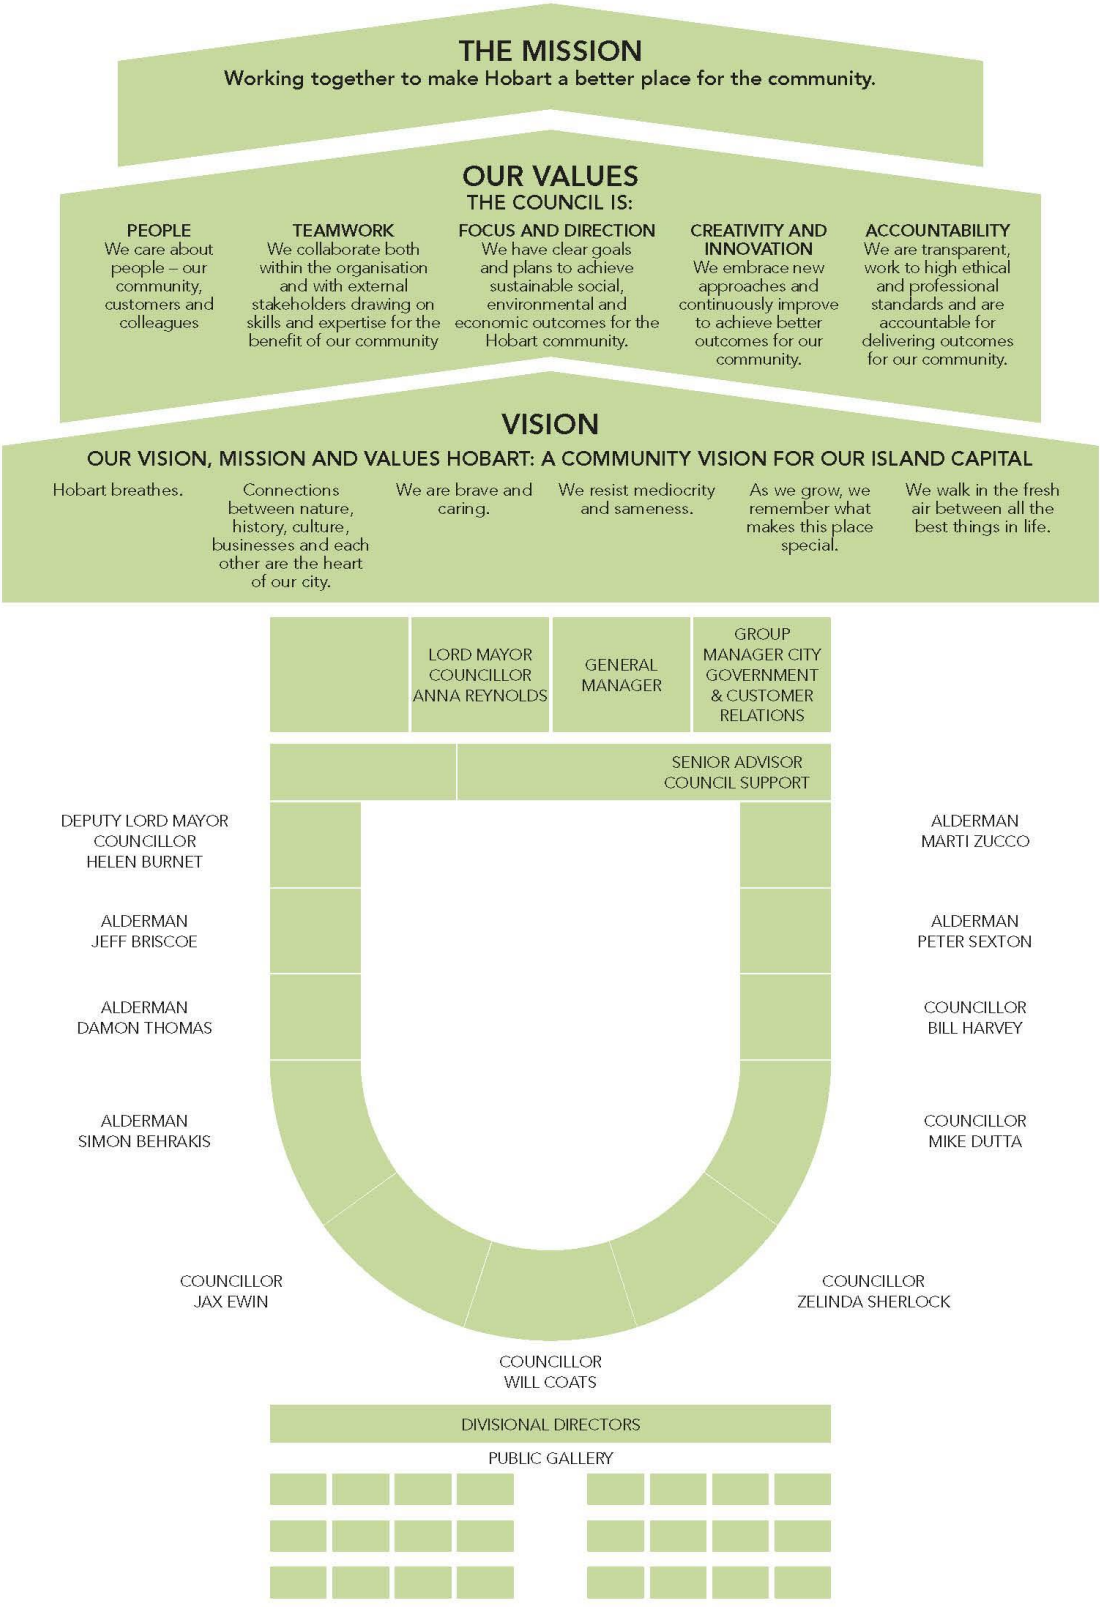 THE MISSION
Working together to make Hobart a better place for the community.
OUR VALUES
THE COUNCIL IS:
PEOPLE
We care about
people – our
community,
customers and
colleagues
TEAMWORK
We collaborate both
within the organisation
and with external
stakeholders drawing on
skills and expertise for the
benefit of our community
FOCUS AND DIRECTION
We have clear goals
and plans to achieve
sustainable social,
environmental and
economic outcomes for the
Hobart community.
CREATIVITY AND
INNOVATION
We embrace new
approaches and
continuously improve
to achieve better
outcomes for our
community.
ACCOUNTABILITY
We are transparent,
work to high ethical
and professional
standards and are
accountable for
delivering outcomes
for our community.
VISION
OUR VISION, MISSION AND VALUES HOBART: A COMMUNITY VISION FOR OUR ISLAND CAPITAL
Hobart breathes.
Connections
between nature,
history, culture,
businesses and each
other are the heart
of our city.
We are brave and
caring.
We resist mediocrity
and sameness.
As we grow, we
remember what
makes this place
special.
We walk in the fresh
air between all the
best things in life.
LORD MAYOR
COUNCILLOR
ANNA REYNOLDS
GENERAL
MANAGER
GROUP
MANAGER CITY
GOVERNMENT
& CUSTOMER
RELATIONS
SENIOR ADVISOR
COUNCIL SUPPORT
DEPUTY LORD MAYOR
COUNCILLOR
HELEN BURNET
ALDERMAN
MARTI ZUCCO
ALDERMAN
JEFF BRISCOE
ALDERMAN
PETER SEXTON
ALDERMAN
DAMON THOMAS
COUNCILLOR
BILL HARVEY
ALDERMAN
SIMON BEHRAKIS
COUNCILLOR
MIKE DUTTA
COUNCILLOR
JAX EWIN
COUNCILLOR
ZELINDA SHERLOCK
COUNCILLOR
WILL COATS
DIVISIONAL DIRECTORS
PUBLIC GALLERY